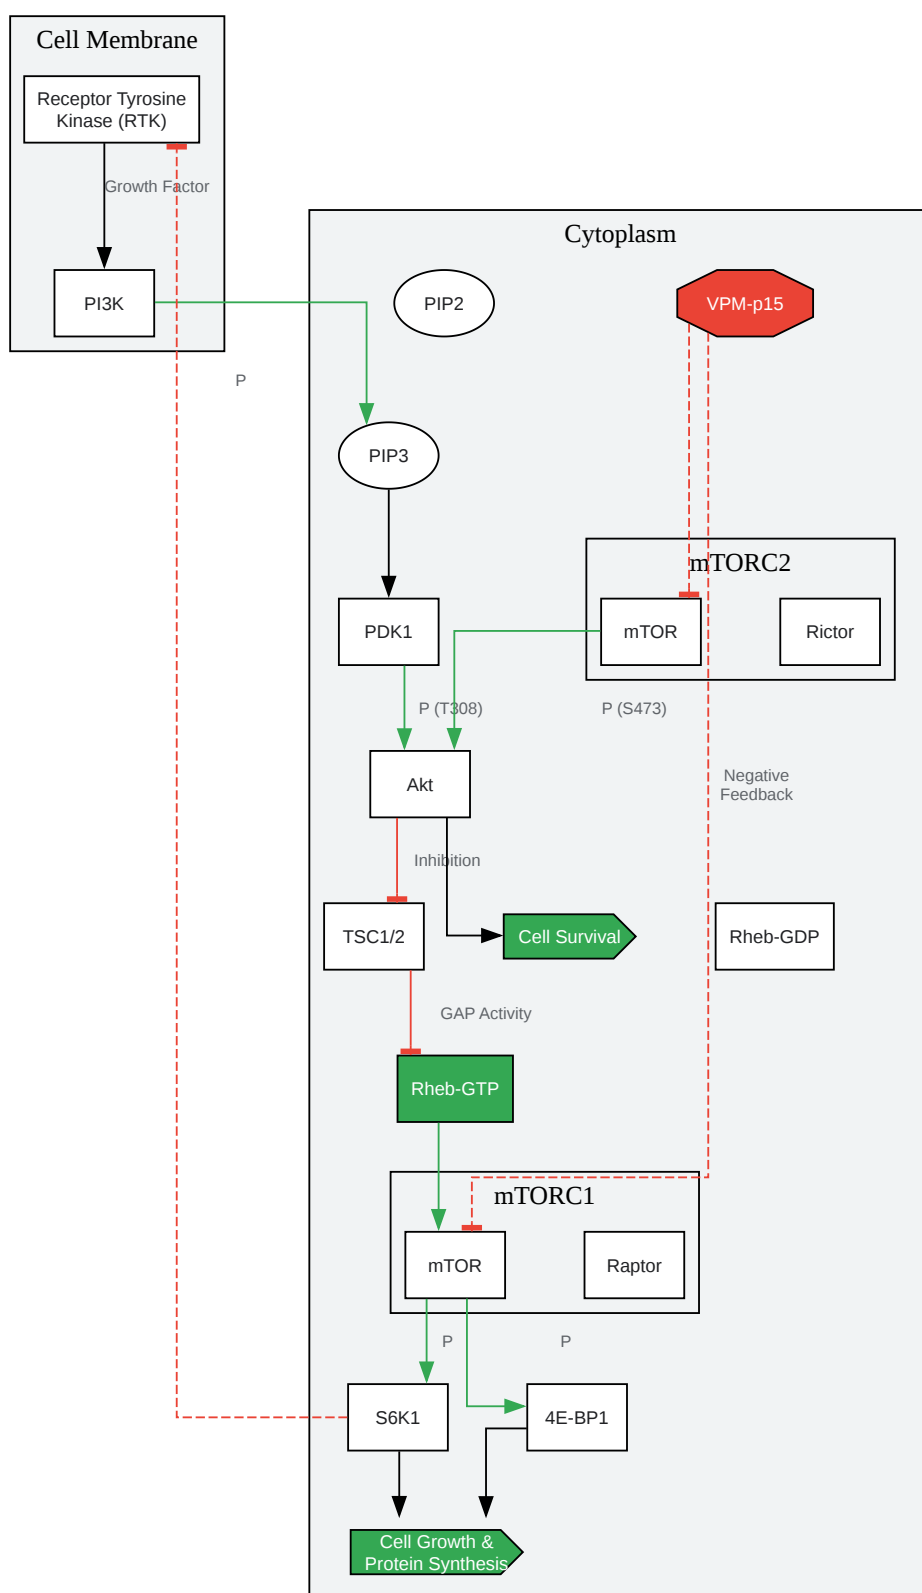 Cell Membrane
Receptor Tyrosine
Kinase (RTK)
Growth Factor
Cytoplasm
PI3K
PIP2
VPM-p15
P
PIP3
mTORC2
PDK1
mTOR
Rictor
P (T308)
P (S473)
Akt
Negative
Feedback
Inhibition
TSC1/2
Cell Survival
Rheb-GDP
GAP Activity
Rheb-GTP
mTORC1
mTOR
Raptor
P
P
S6K1
4E-BP1
Cell Growth &
Protein Synthesis